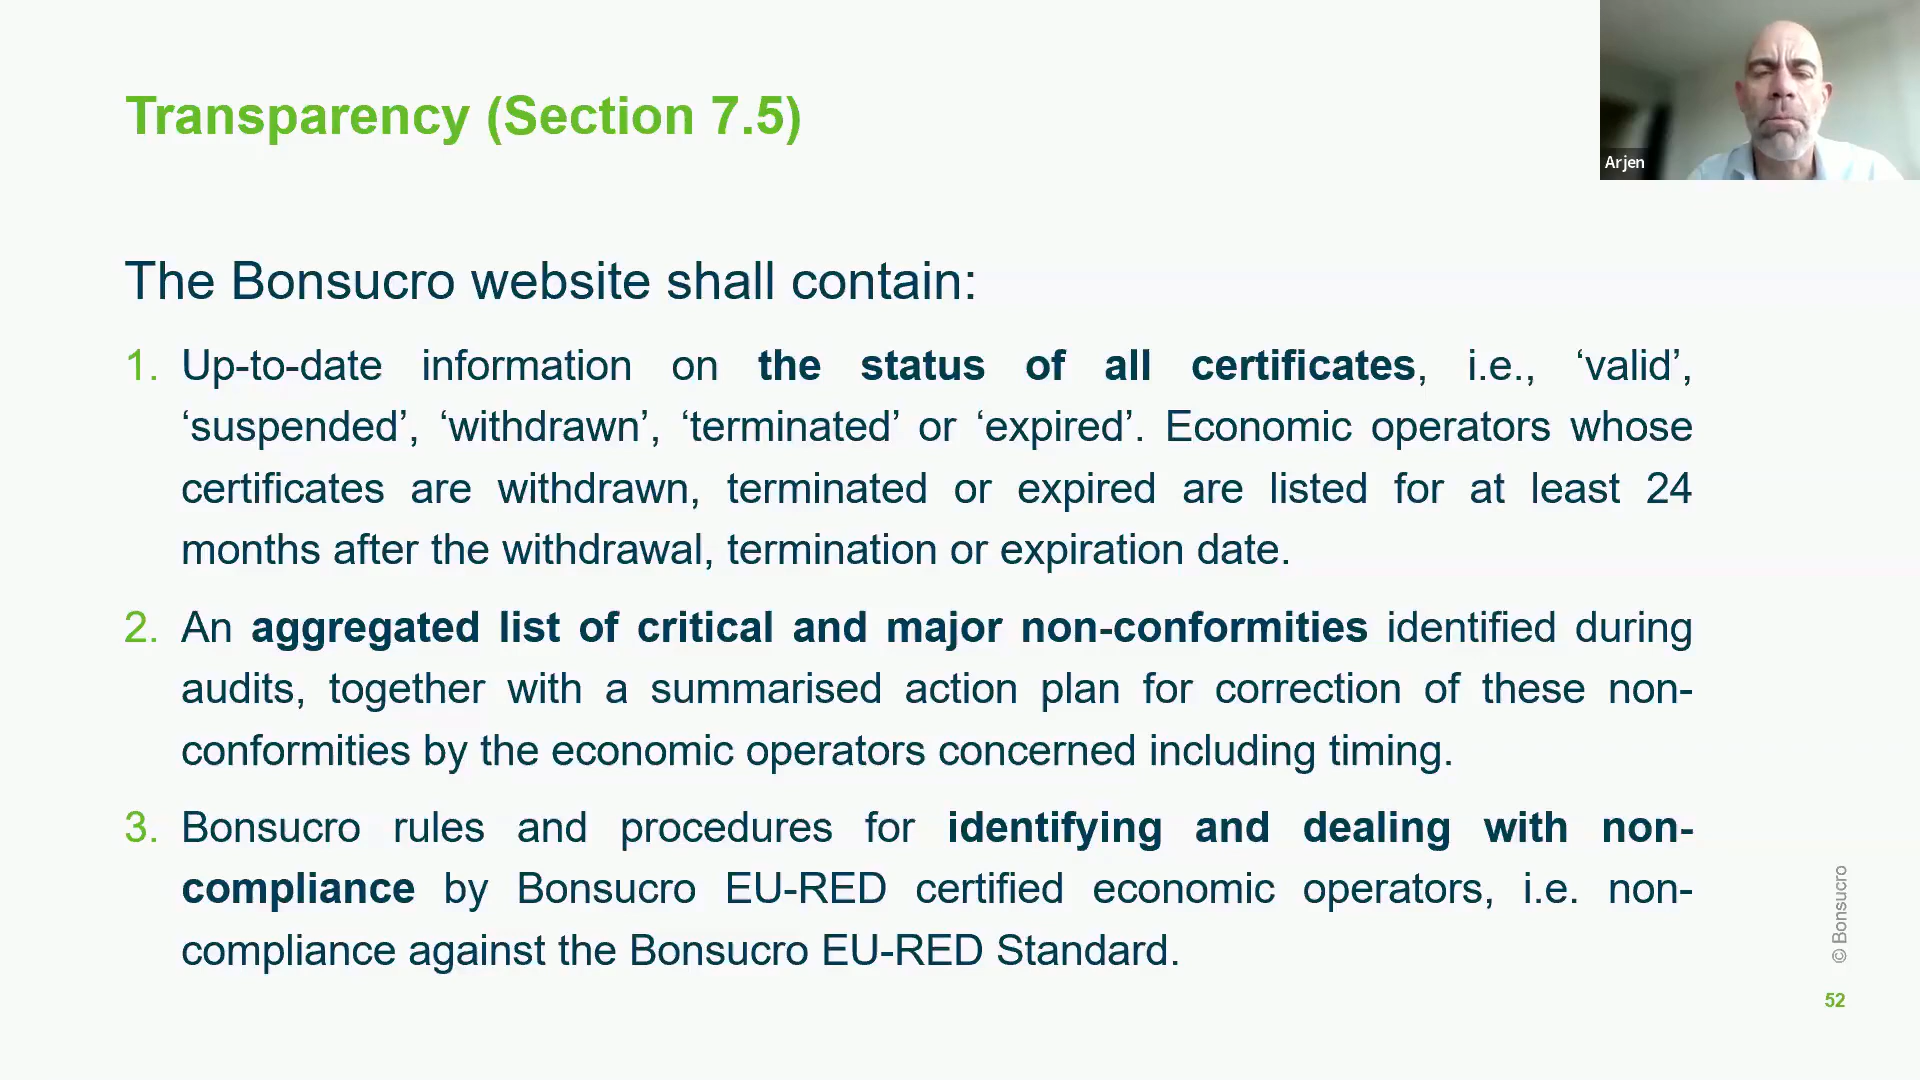 Transparency (Section 7.5)
Arjen
The Bonsucro website shall contain:
1. Up-to-date information on the status of all certificates, i.e., ‘valid’,
‘suspended’, ‘withdrawn’, ‘terminated’ or ‘expired’. Economic operators whose
certificates are withdrawn, terminated or expired are listed for at least 24
months after the withdrawal, termination or expiration date.
2. An aggregated list of critical and major non-conformities identified during
audits, together with a summarised action plan for correction of these non-
conformities by the economic operators concerned including timing.
3. Bonsucro rules and procedures for identifying and dealing with non-
compliance by Bonsucro EU-RED certified economic operators, i.e. non-
compliance against the Bonsucro EU-RED Standard.
© Bonsucro
52